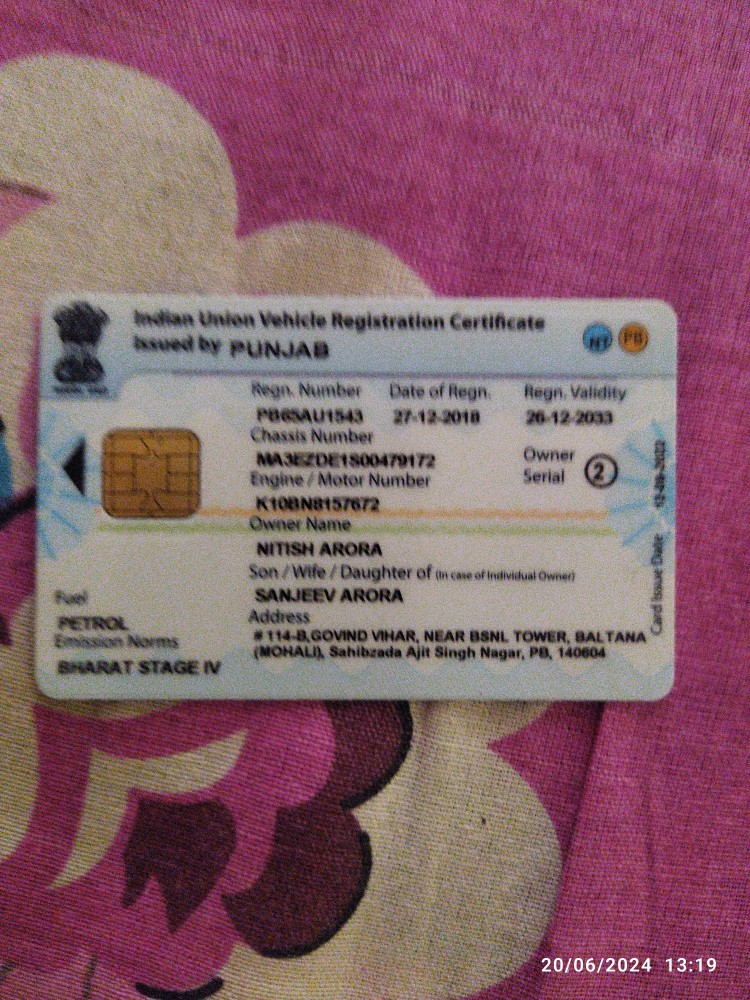 Indian Union Vehicle Registration Certificate
Issued by PUNJAB
NT PB
Regn. Number Date of Regn. Regn. Validity
PB65AU1543 27-12-2018 26-12-2033
Chassis Number
MA3EZDE1S00479172
Owner Serial 2
Engine / Motor Number
K10BN8157672
Owner Name
NITISH ARORA
Son / Wife / Daughter of (In case of Individual Owner)
SANJEEV ARORA
Fuel
PETROL
Emission Norms
BHARAT STAGE IV
Address
# 114-B,GOVIND VIHAR, NEAR BSNL TOWER, BALTANA
(MOHALI), Sahibzada Ajit Singh Nagar, PB, 140604
Card Issue Date
20/06/2024 13:19